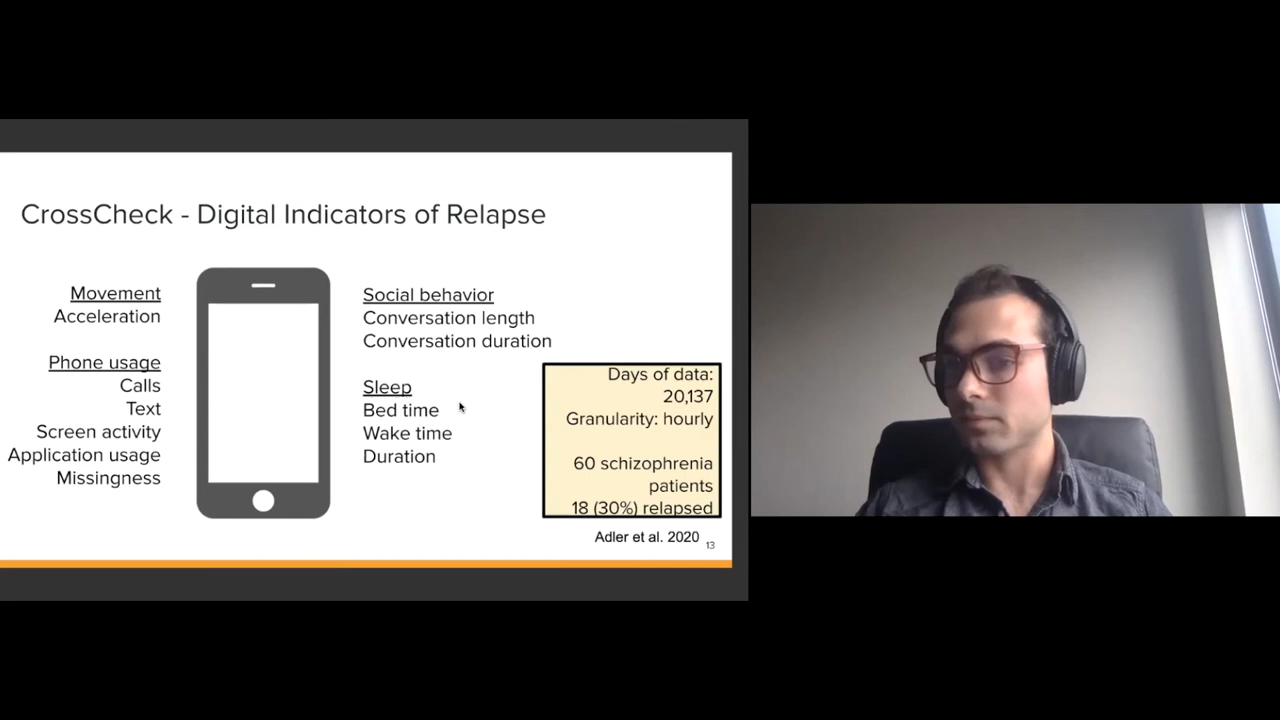 CrossCheck - Digital Indicators of Relapse
Movement
Acceleration
Phone usage
Calls
Text
Screen activity
Application usage
Missingness
Social behavior
Conversation length
Conversation duration
Sleep
Bed time
Wake time
Duration
Days of data:
20,137
Granularity: hourly
60 schizophrenia
patients
18 (30%) relapsed
Adler et al. 2020
13